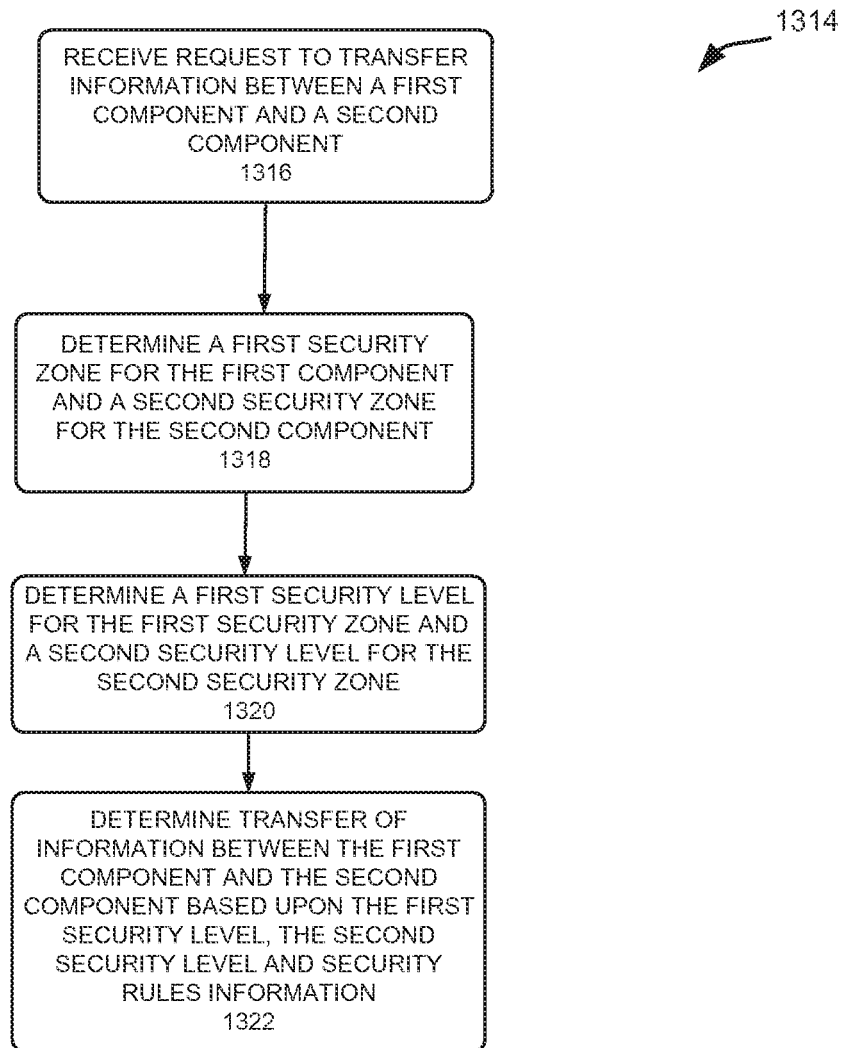 1314
RECEIVE REQUEST TO TRANSFER
INFORMATION BETWEEN A FIRST
COMPONENT AND A SECOND
COMPONENT
1316
DETERMINE A FIRST SECURITY
ZONE FOR THE FIRST COMPONENT
AND A SECOND SECURITY ZONE
FOR THE SECOND COMPONENT
1318
DETERMINE A FIRST SECURITY LEVEL
FOR THE FIRST SECURITY ZONE AND
A SECOND SECURITY LEVEL FOR THE
SECOND SECURITY ZONE
1320
DETERMINE TRANSFER OF
INFORMATION BETWEEN THE FIRST
COMPONENT AND THE SECOND
COMPONENT BASED UPON THE FIRST
SECURITY LEVEL, THE SECOND
SECURITY LEVEL AND SECURITY
RULES INFORMATION
1322